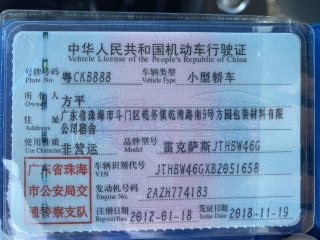 中华人民共和国机动车行驶证
Vehicle License of the People's Republic of China
号牌号码 Plate No. 粤CKB888 车辆类型 Vehicle Type 小型轿车
所有人 Owner 方平
住址 Address 广东省珠海市斗门区乾务镇乾湾路南9号方园包装材料有限公司宿舍
使用性质 Use Character 非营运 品牌型号 Model 雷克萨斯JTHBW46G
广东省珠海市公安局交通警察支队
车辆识别代号 VIN JTHBW46GXB2051658
发动机号码 Engine No. 2AZH774183
注册日期 Register Date 2012-01-18 发证日期 Issue Date 2018-11-19